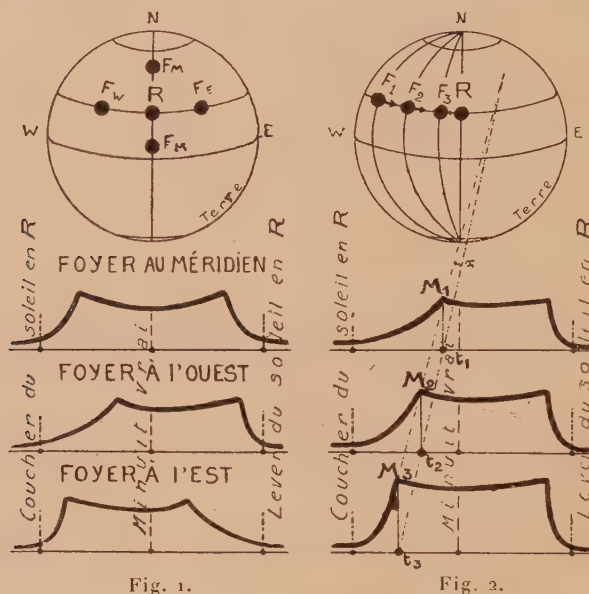 N
F_M
F_W R F_E
W E
F_M
Terre
FOYER AU MÉRIDIEN
FOYER À l'OUEST
FOYER À l'EST
Coucher du soleil en R
Minuit vrai
Lever du soleil en R
Fig. 1.
N
F_1 F_2 F_3 R
W E
Terre
M_1
t_1
M_2
t_2
M_3
t_3
Coucher du soleil en R
Minuit vrai
Lever du soleil en R
Fig. 2.